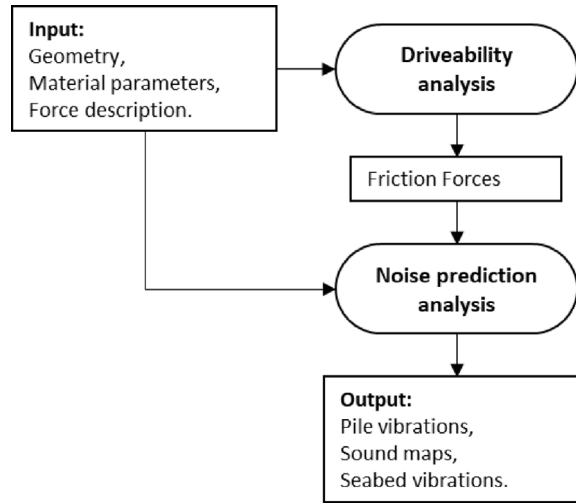 Input:
Geometry,
Material parameters,
Force description.
Driveability
analysis
Friction Forces
Noise prediction
analysis
Output:
Pile vibrations,
Sound maps,
Seabed vibrations.